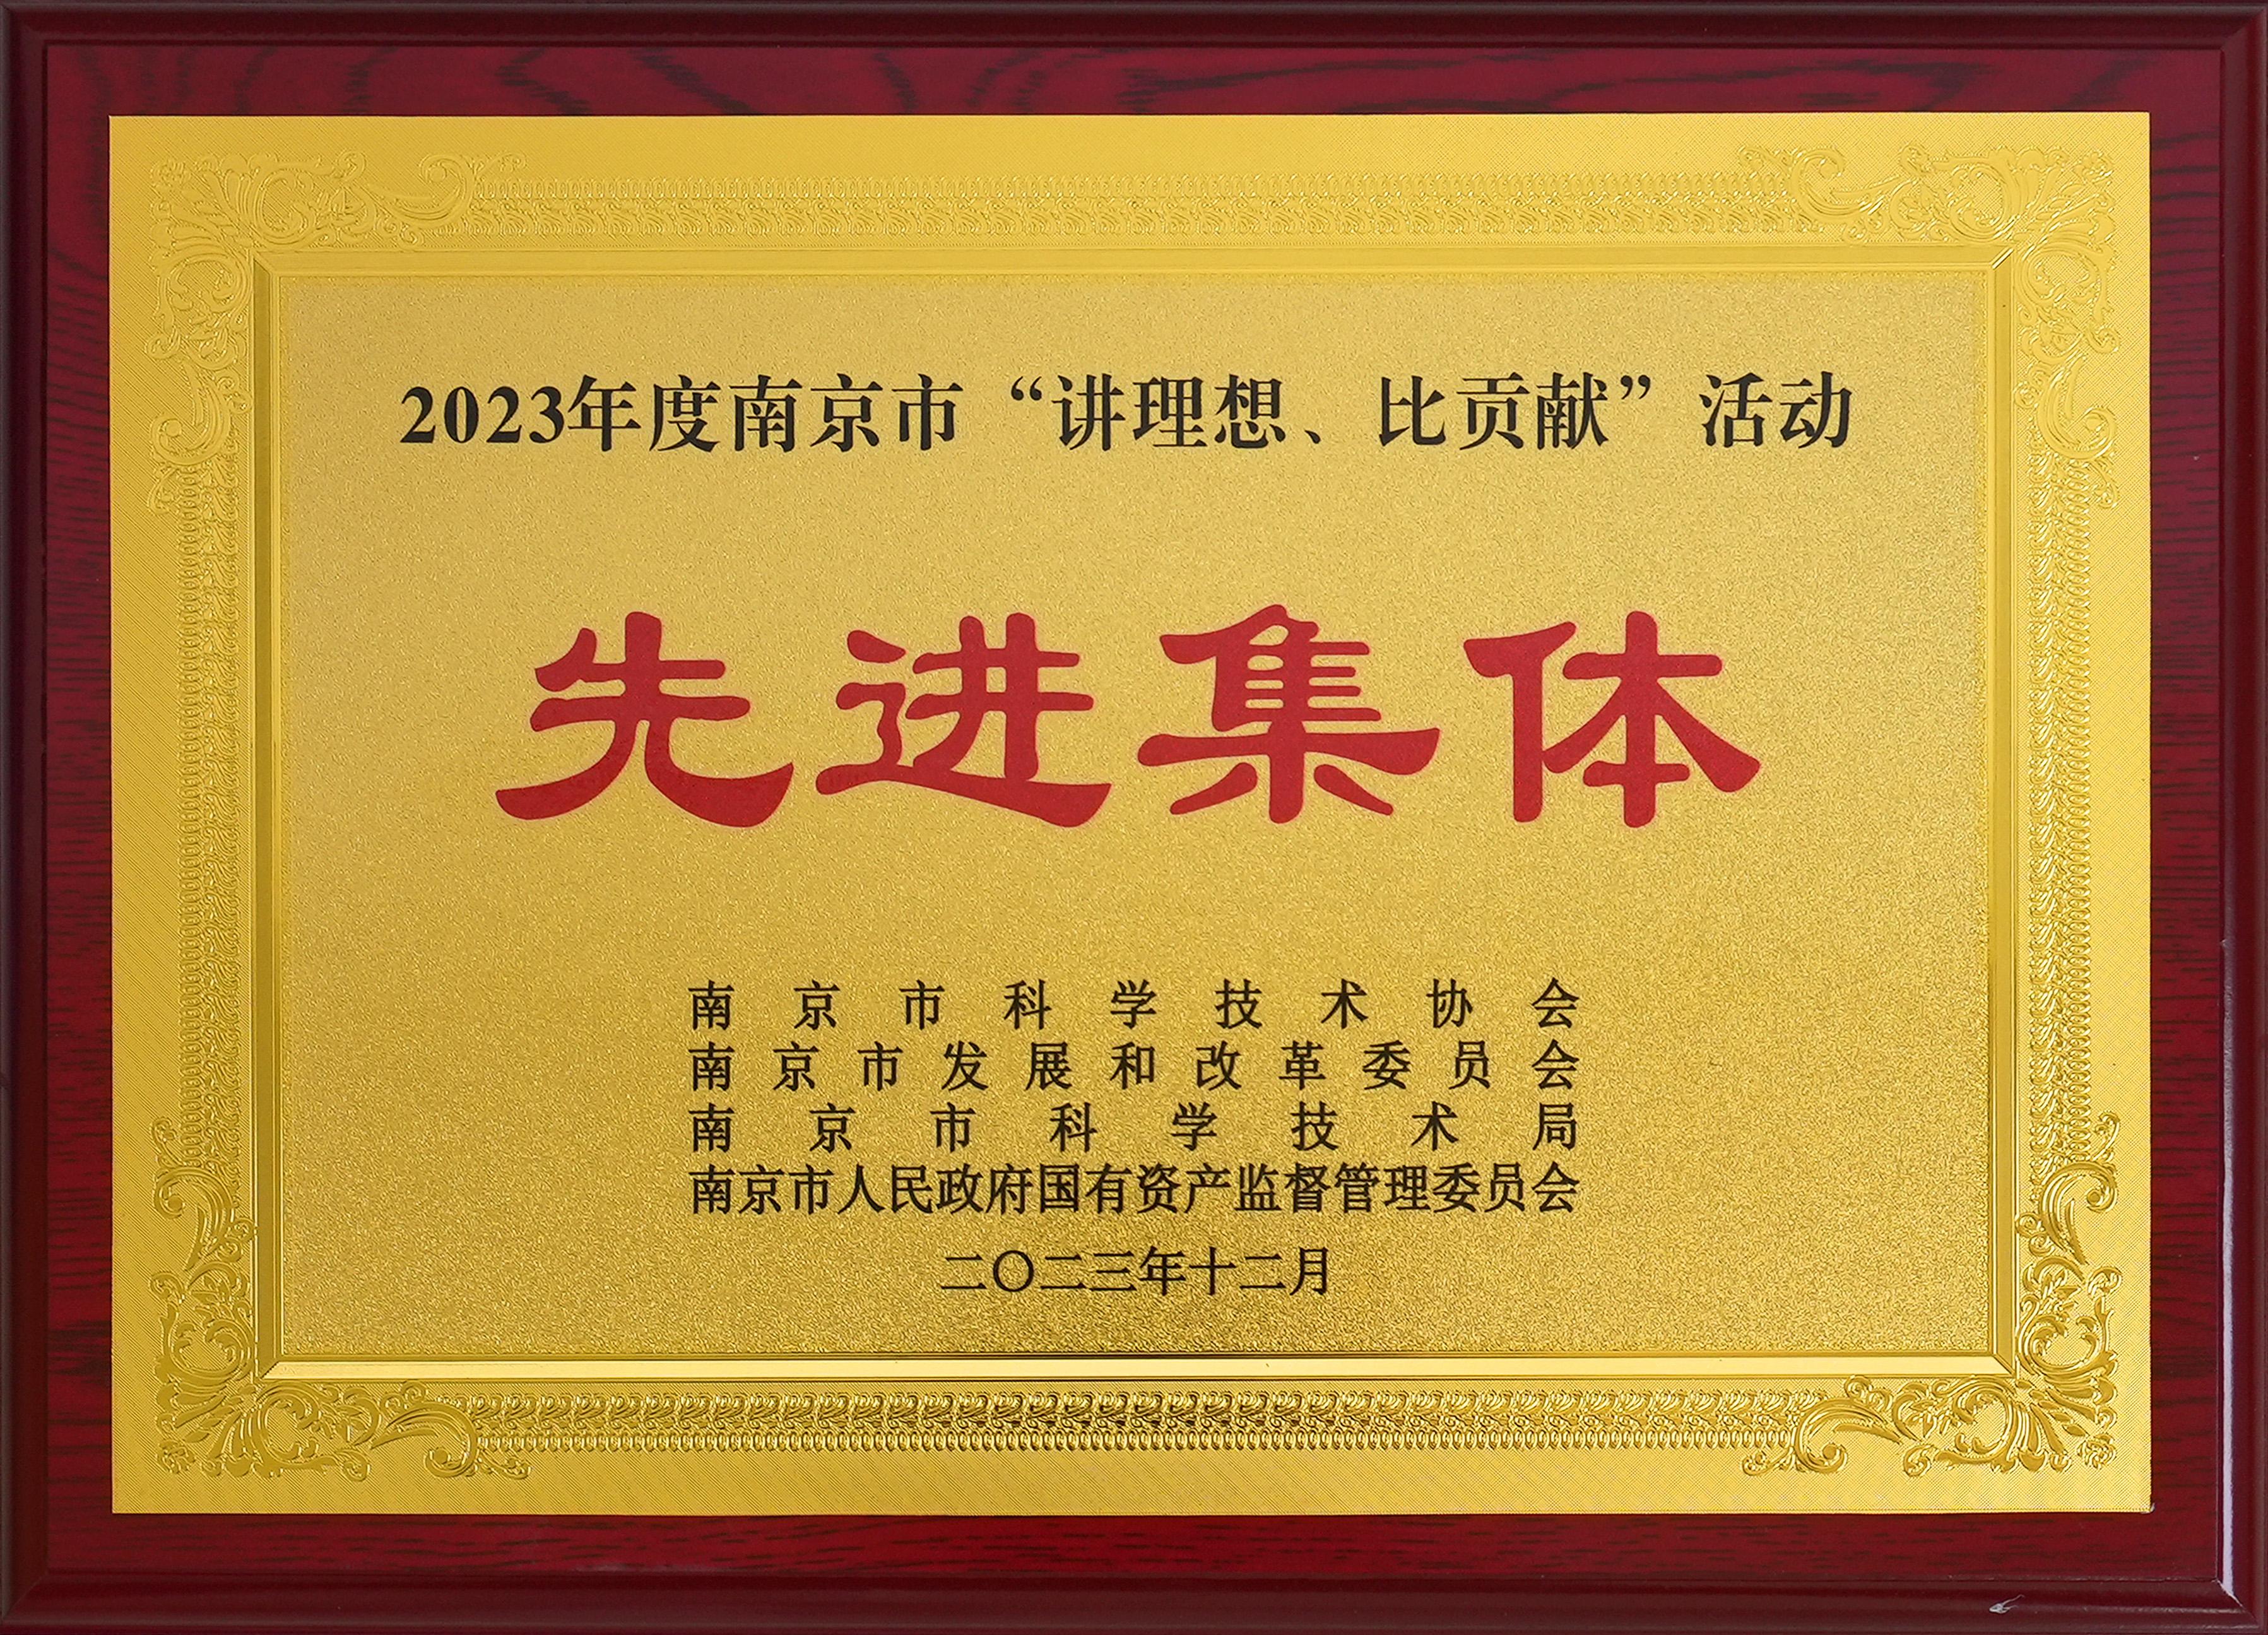 2023年度南京市“讲理想、比贡献”活动
先进集体
南京市科学技术协会
南京市发展和改革委员会
南京市科学技术局
南京市人民政府国有资产监督管理委员会
二〇二三年十二月